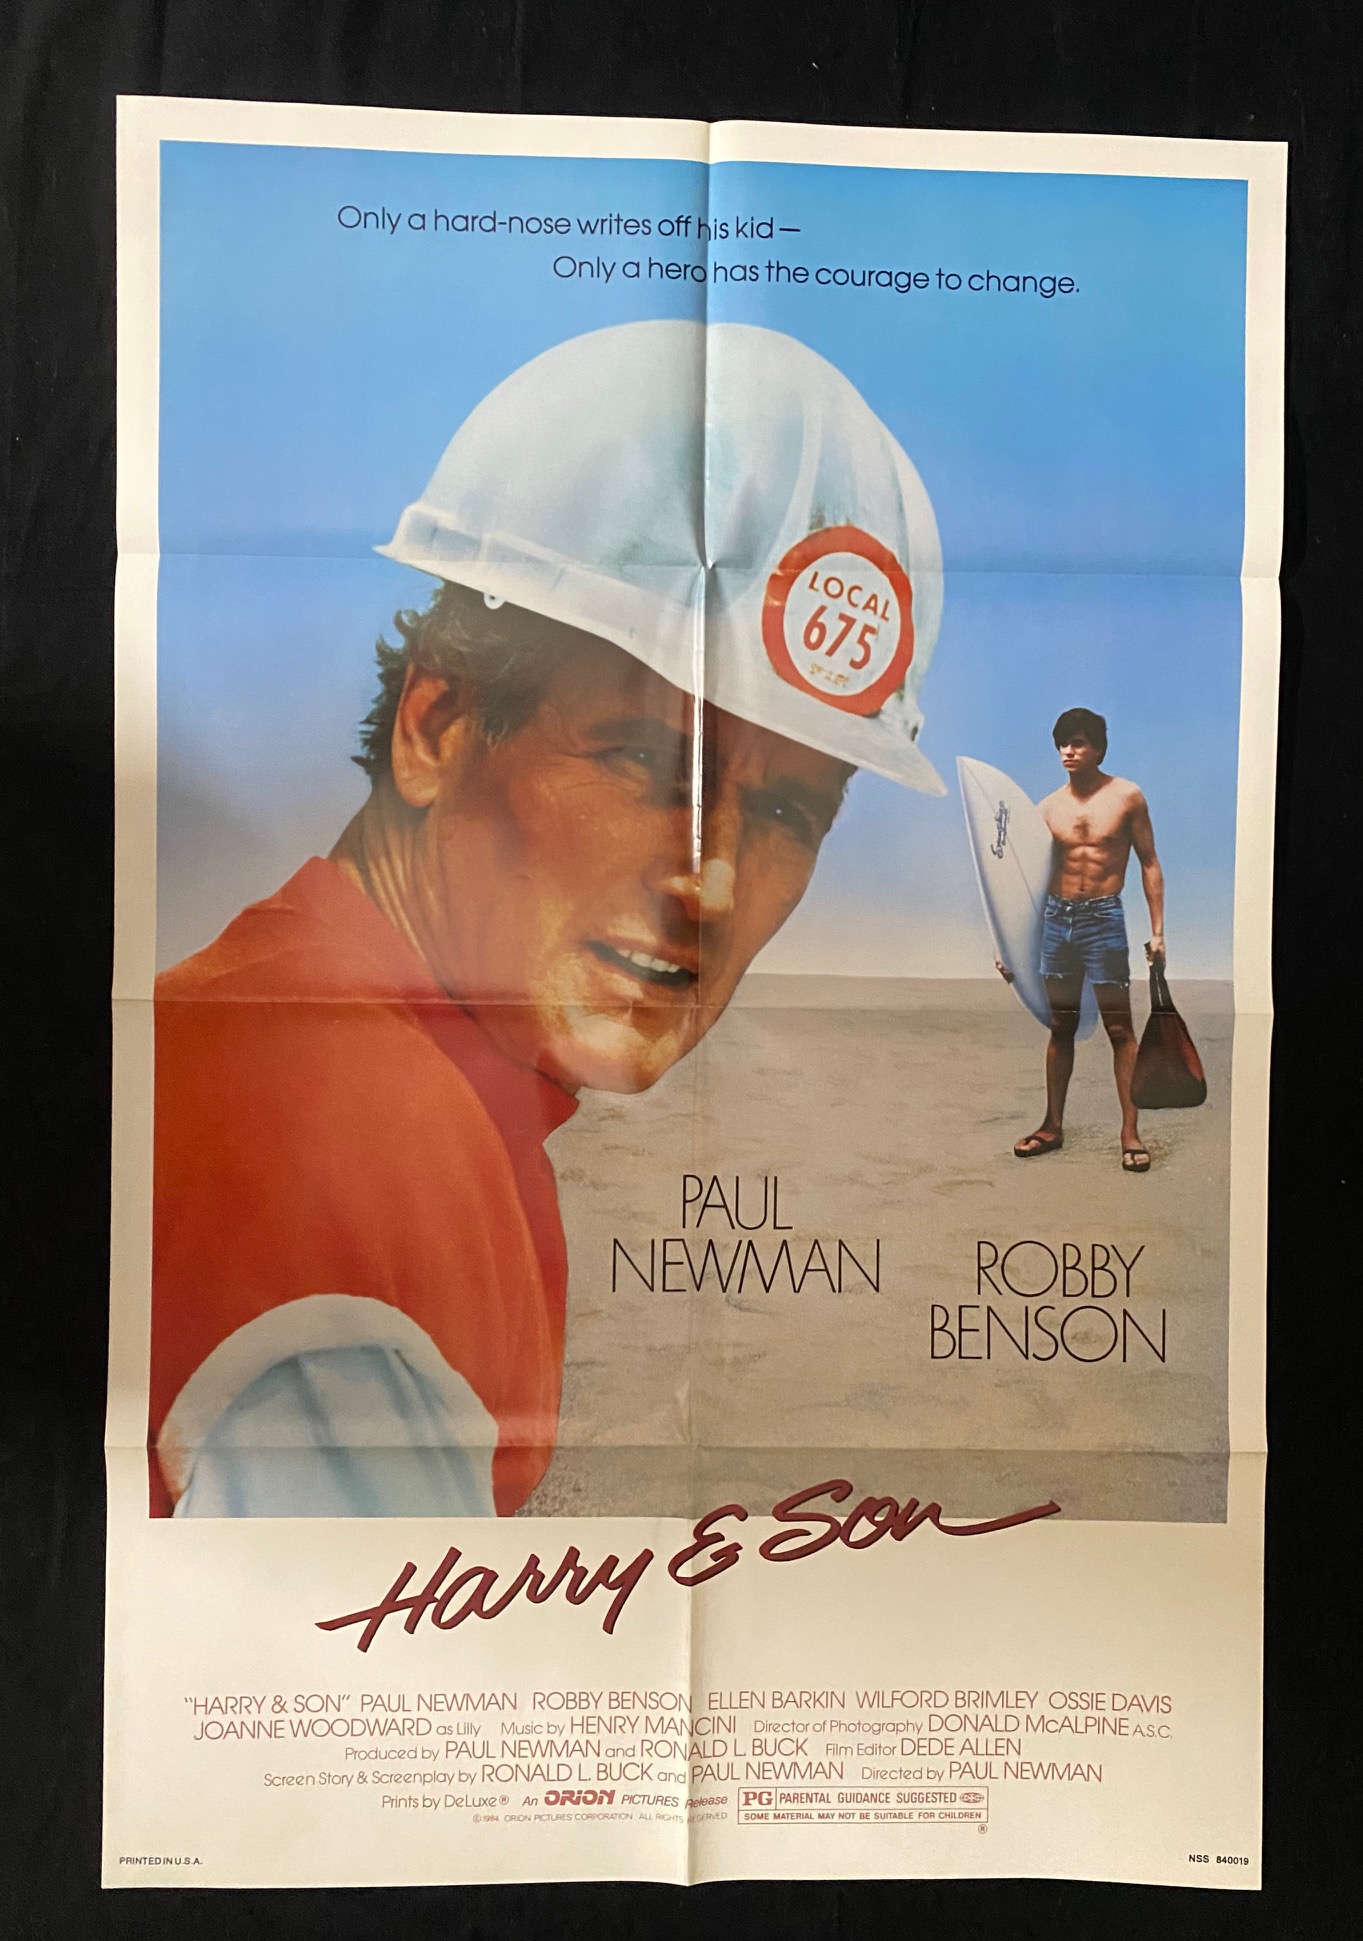 Only a hard-nose writes off his kid—
Only a hero has the courage to change.
LOCAL
675
PAUL
NEWMAN
ROBBY
BENSON
Harry & Son
"HARRY & SON" PAUL NEWMAN ROBBY BENSON ELLEN BARKIN WILFORD BRIMLEY OSSIE DAVIS
JOANNE WOODWARD as Lilly Music by HENRY MANCINI Director of Photography DONALD McALPINE A.S.C.
Produced by PAUL NEWMAN and RONALD L. BUCK Film Editor DEDE ALLEN
Screen Story & Screenplay by RONALD L. BUCK and PAUL NEWMAN Directed by PAUL NEWMAN
Prints by DeLuxe® An ORION PICTURES Release
PG PARENTAL GUIDANCE SUGGESTED
SOME MATERIAL MAY NOT BE SUITABLE FOR CHILDREN
®
©1984 ORION PICTURES CORPORATION ALL RIGHTS RESERVED
PRINTED IN U.S.A.
NSS 840019